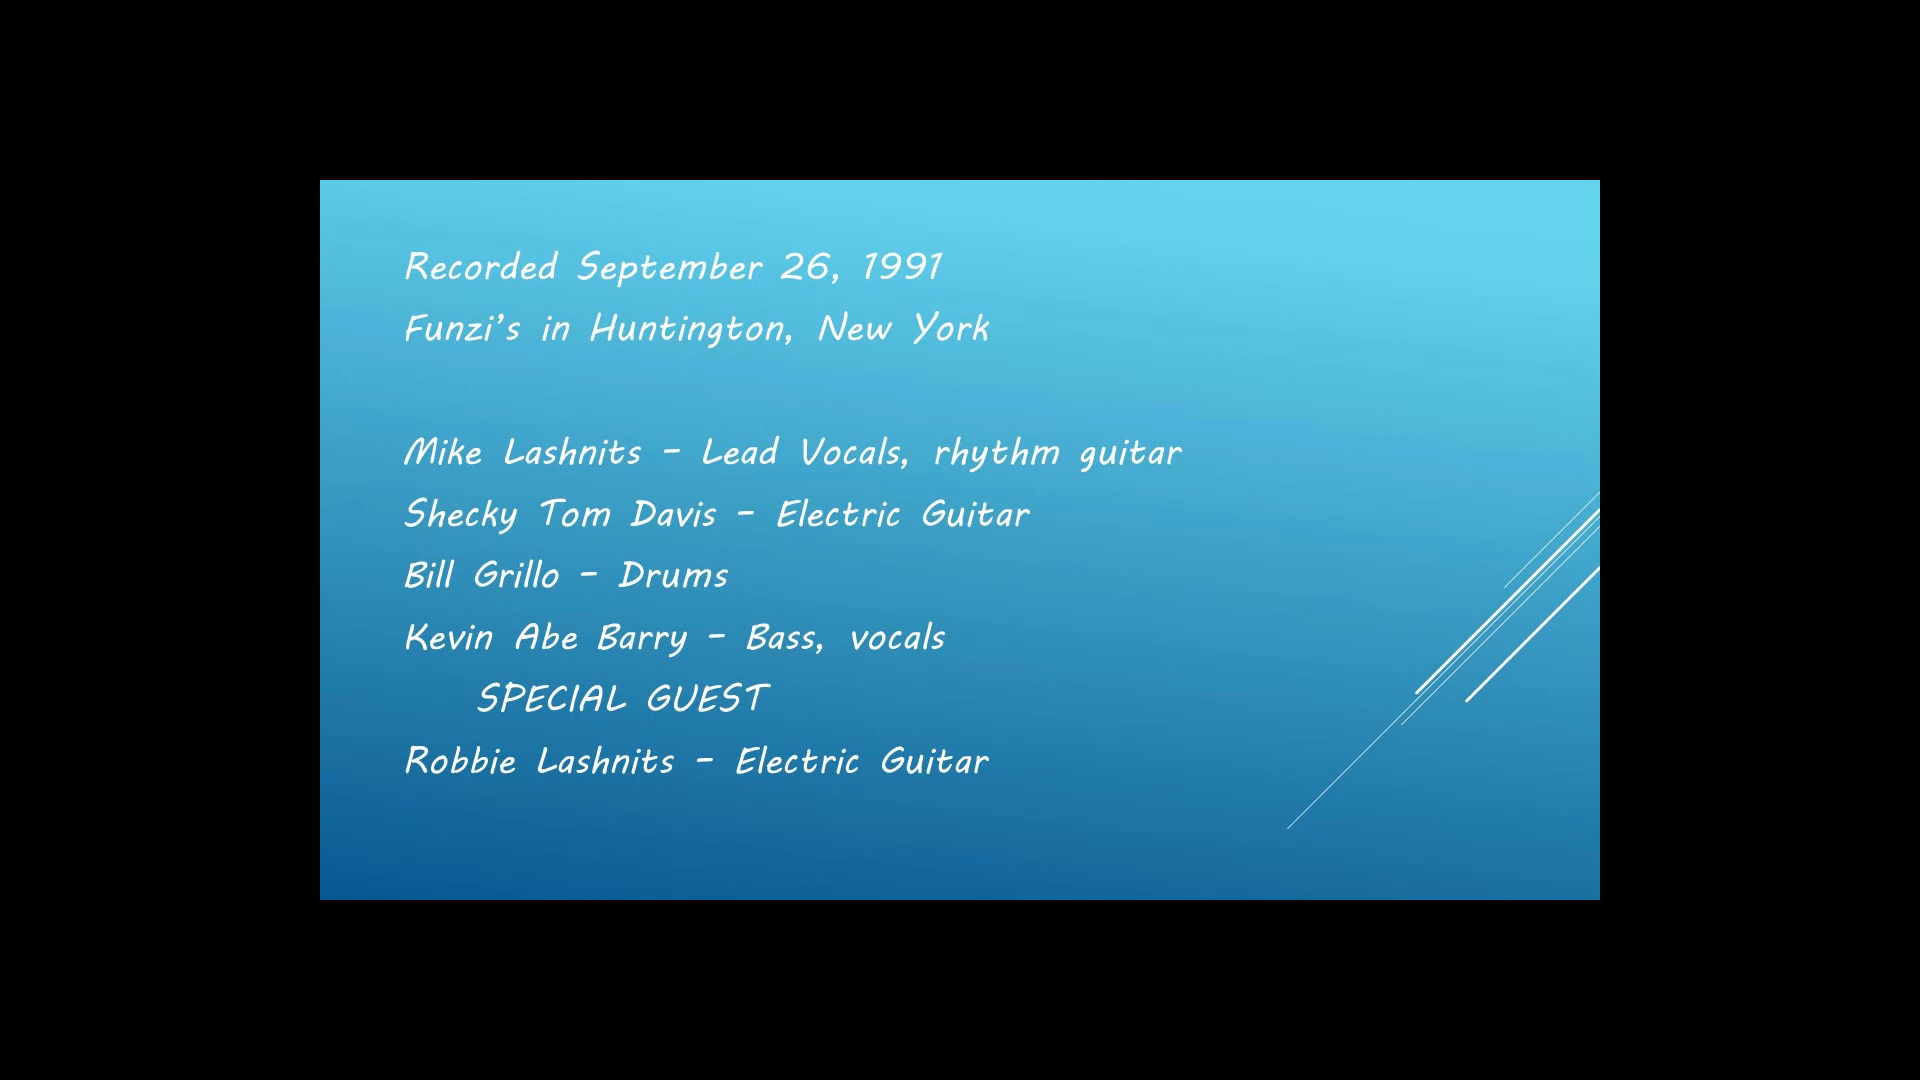 Recorded September 26, 1991
Funzi’s in Huntington, New York
Mike Lashnits – Lead Vocals, rhythm guitar
Shecky Tom Davis – Electric Guitar
Bill Grillo – Drums
Kevin Abe Barry – Bass, vocals
SPECIAL GUEST
Robbie Lashnits – Electric Guitar